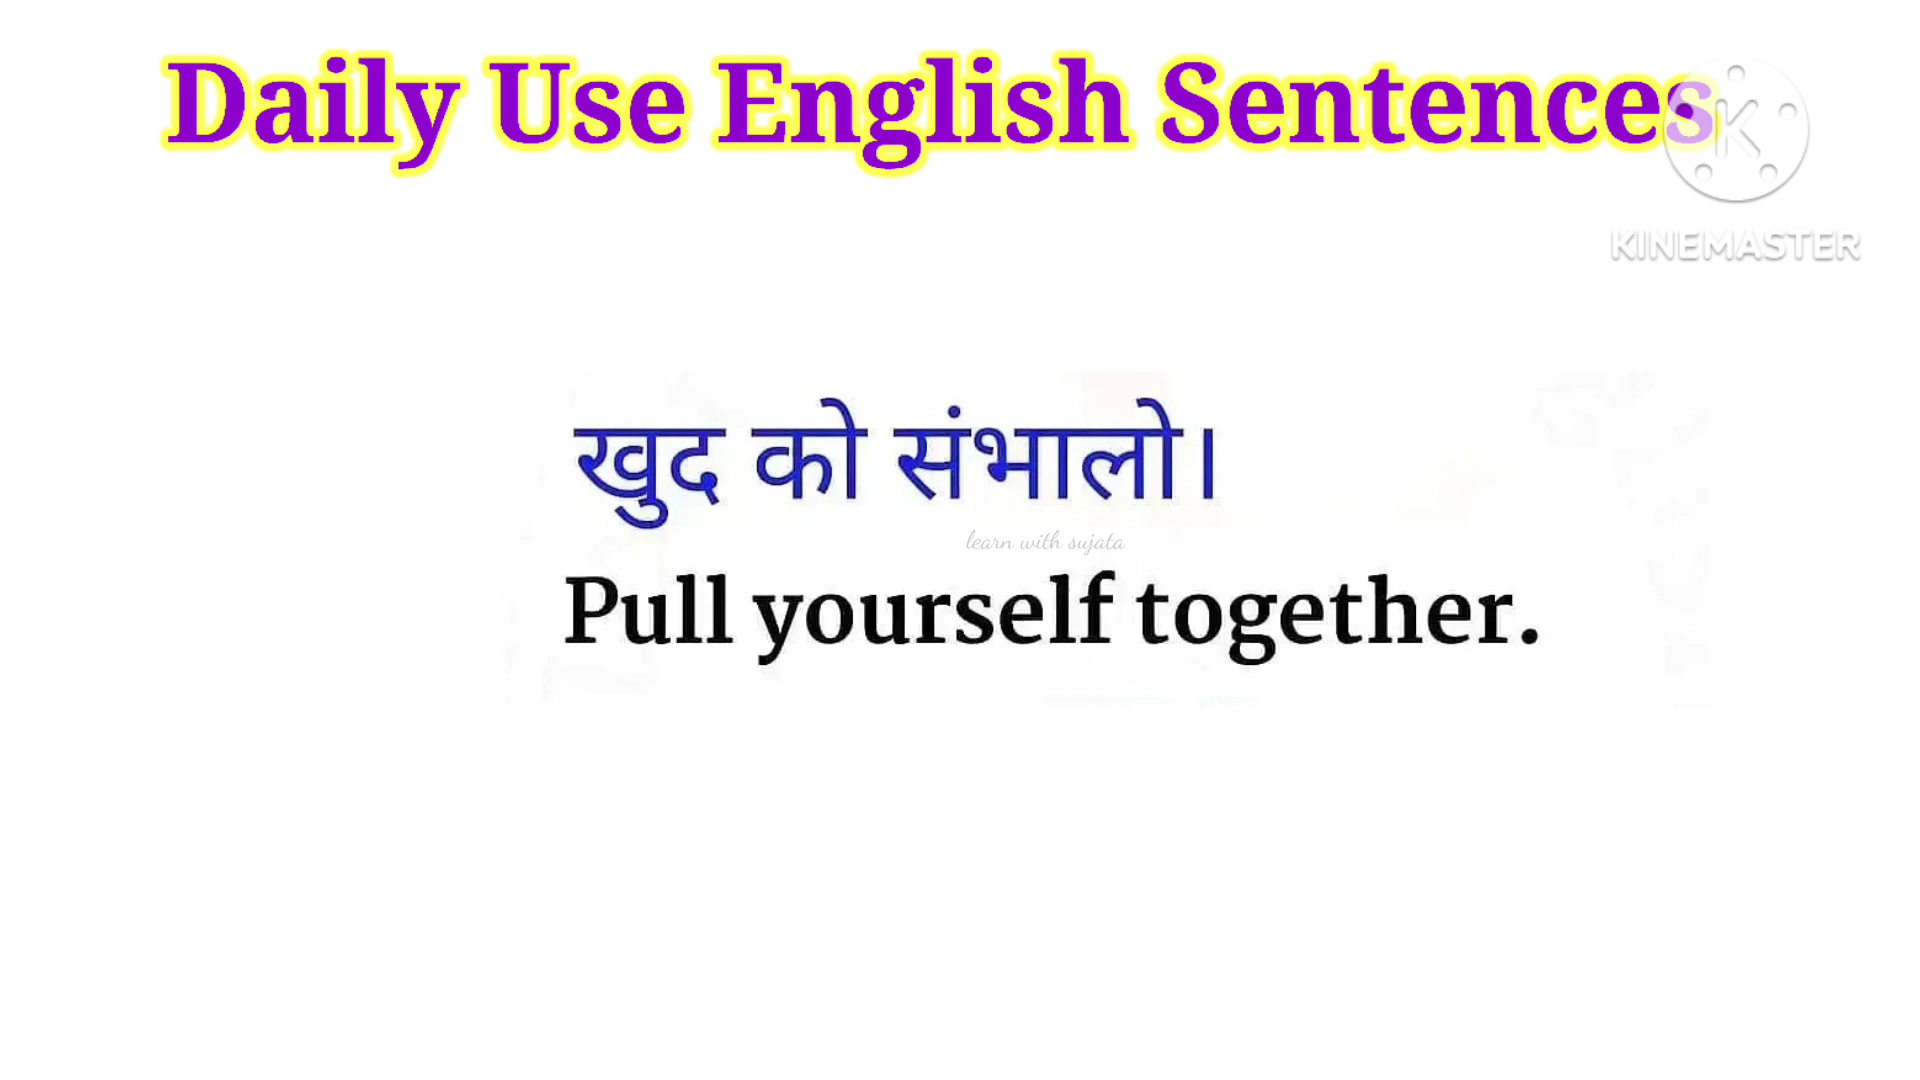 Daily Use English Sentences
KINEMASTER
खुद को संभालो।
learn with sujata
Pull yourself together.